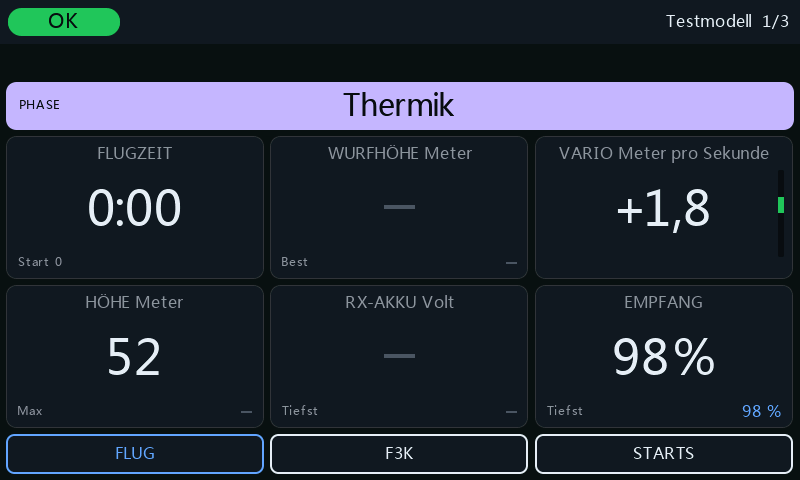 OK
Testmodell 1/3
PHASE
Thermik
FLUGZEIT
0:00
Start 0
WURFHÖHE Meter
—
Best —
VARIO Meter pro Sekunde
+1,8
HÖHE Meter
52
Max —
RX-AKKU Volt
—
Tiefst —
EMPFANG
98%
Tiefst 98 %
FLUG
F3K
STARTS